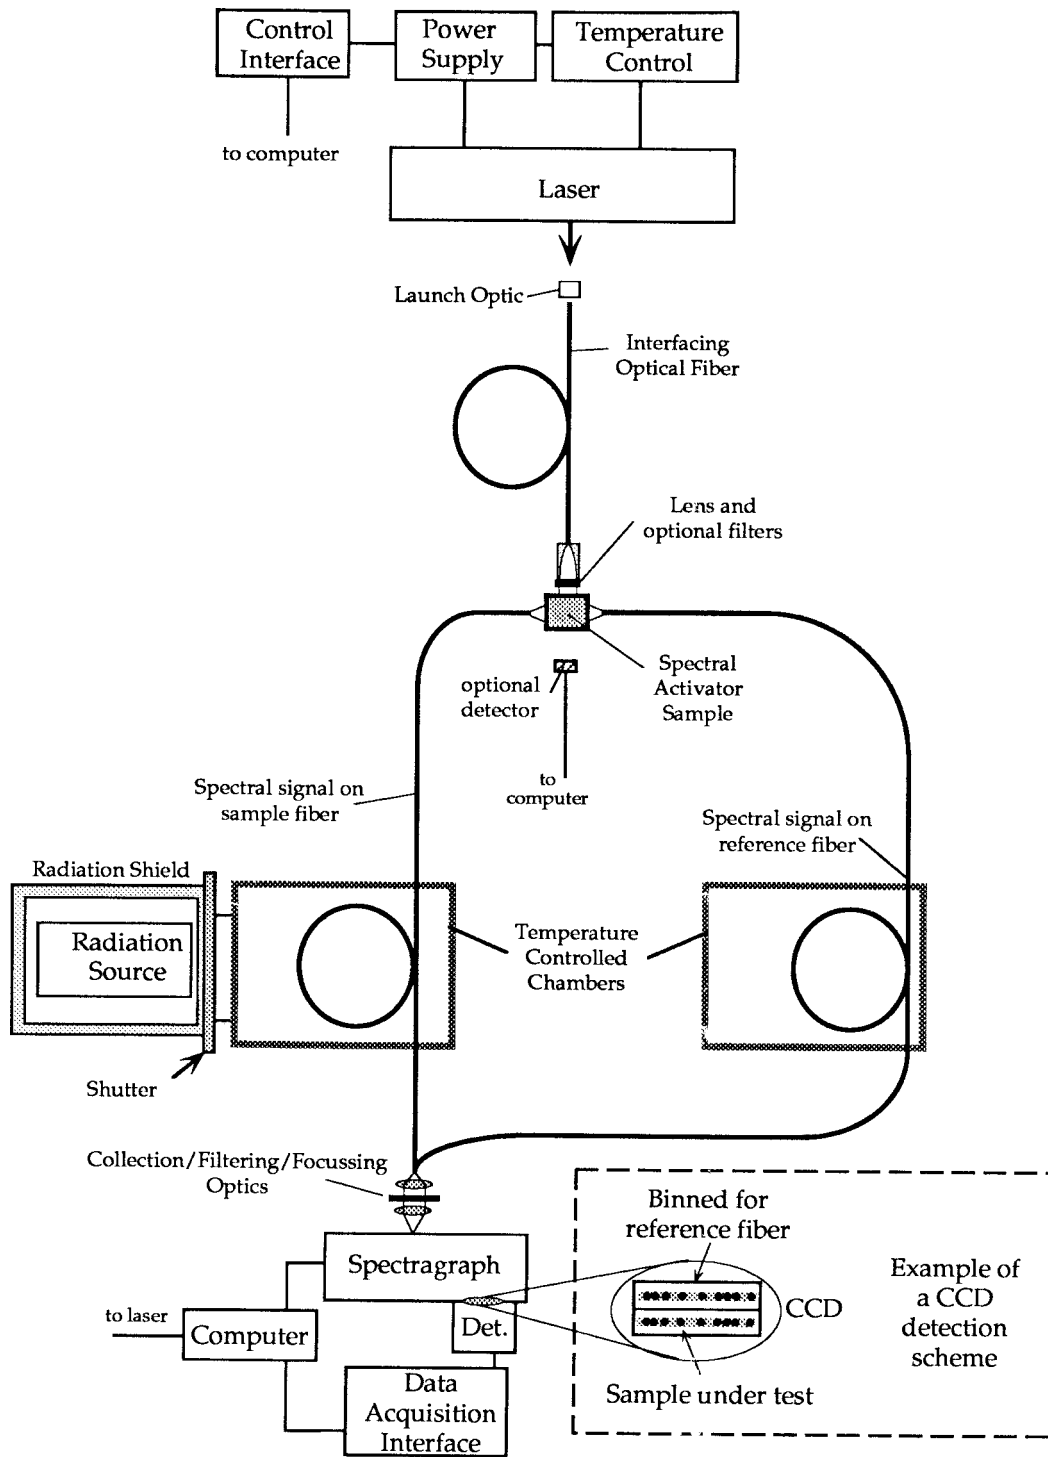 Control
Interface
Power
Supply
Temperature
Control
to computer
Laser
Launch Optic
Interfacing
Optical Fiber
Lens and
optional filters
optional
detector
Spectral
Activator
Sample
to
computer
Spectral signal on
sample fiber
Spectral signal on
reference fiber
Radiation Shield
Radiation
Source
Temperature
Controlled
Chambers
Shutter
Collection/Filtering/Focussing
Optics
Spectragraph
to laser
Computer
Det.
Data
Acquisition
Interface
Binned for
reference fiber
CCD
Sample under test
Example of
a CCD
detection
scheme